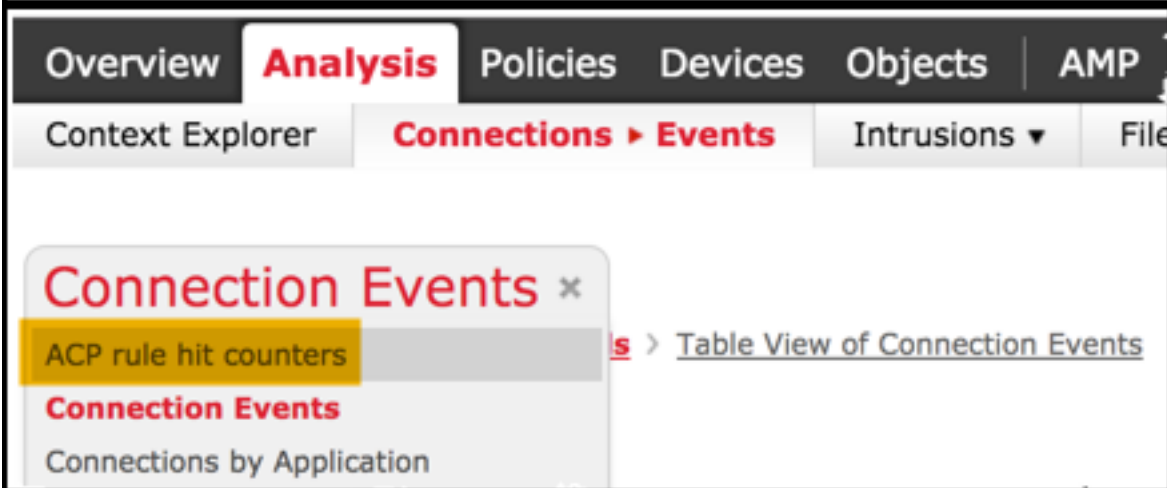 Overview Analysis Policies Devices Objects AMP
Context Explorer Connections ▸ Events Intrusions ▾ File
Connection Events ×
ACP rule hit counters
s > Table View of Connection Events
Connection Events
Connections by Application